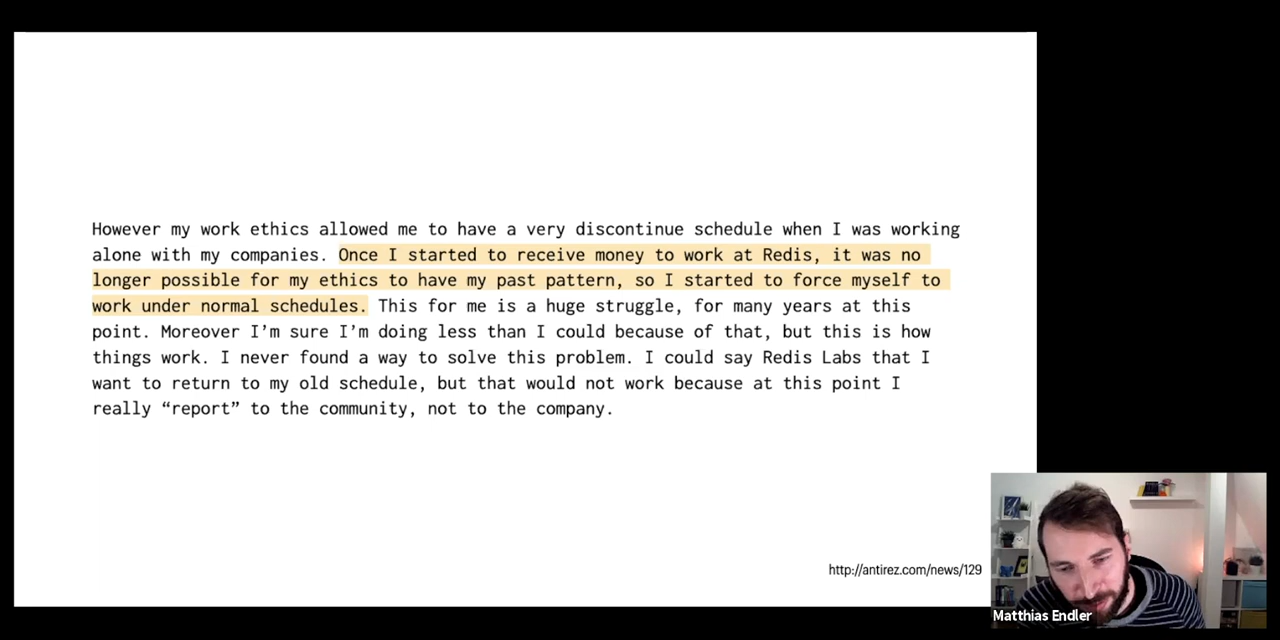 However my work ethics allowed me to have a very discontinue schedule when I was working
alone with my companies. Once I started to receive money to work at Redis, it was no
longer possible for my ethics to have my past pattern, so I started to force myself to
work under normal schedules. This for me is a huge struggle, for many years at this
point. Moreover I’m sure I’m doing less than I could because of that, but this is how
things work. I never found a way to solve this problem. I could say Redis Labs that I
want to return to my old schedule, but that would not work because at this point I
really “report” to the community, not to the company.
http://antirez.com/news/129
Matthias Endler